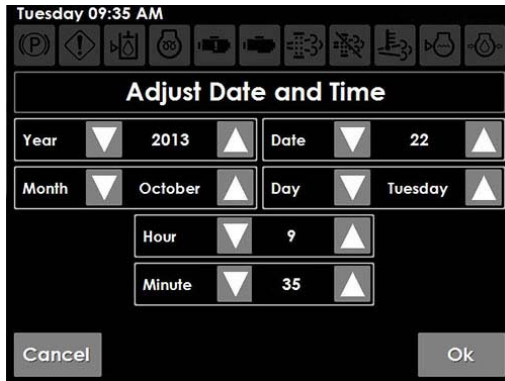 Tuesday 09:35 AM
(P)
Adjust Date and Time
Year 2013 Date 22
Month October Day Tuesday
Hour 9
Minute 35
Cancel Ok